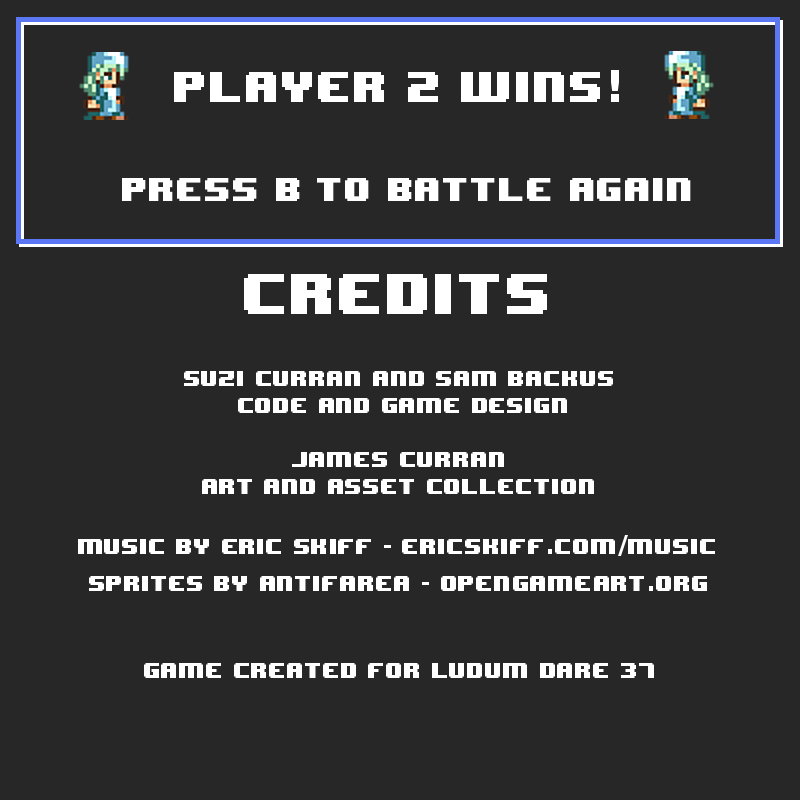 PLAYER 2 WINS!
PRESS B TO BATTLE AGAIN
CREDITS
SUZI CURRAN AND SAM BACKUS
CODE AND GAME DESIGN
JAMES CURRAN
ART AND ASSET COLLECTION
MUSIC BY ERIC SKIFF - ERICSKIFF.COM/MUSIC
SPRITES BY ANTIFAREA - OPENGAMEART.ORG
GAME CREATED FOR LUDUM DARE 37